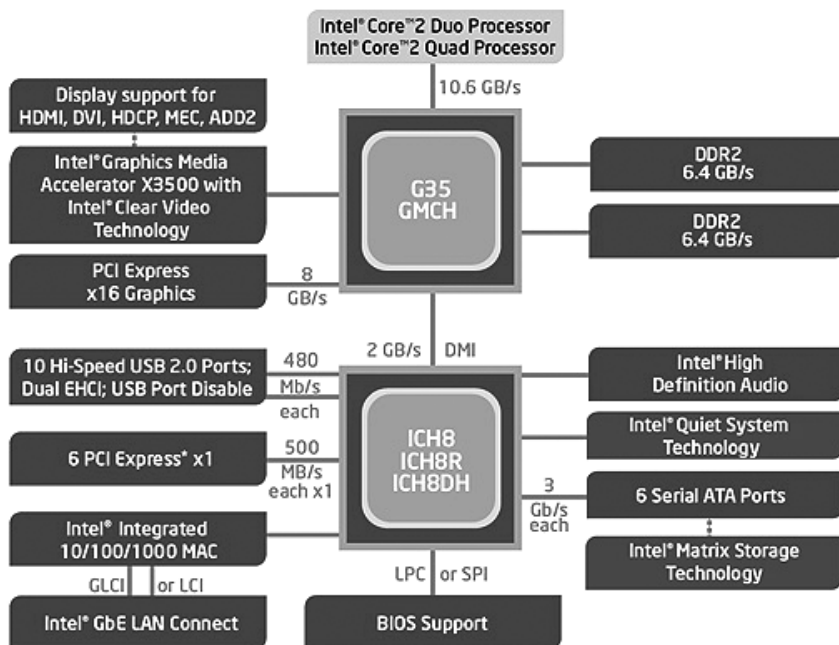 Intel® Core™2 Duo Processor
Intel® Core™2 Quad Processor
10.6 GB/s
Display support for
HDMI, DVI, HDCP, MEC, ADD2
Intel® Graphics Media
Accelerator X3500 with
Intel® Clear Video
Technology
PCI Express
x16 Graphics
8
GB/s
G35
GMCH
DDR2
6.4 GB/s
DDR2
6.4 GB/s
2 GB/s DMI
10 Hi-Speed USB 2.0 Ports;
Dual EHCI; USB Port Disable
480
Mb/s
each
6 PCI Express* x1
500
MB/s
each x1
Intel® Integrated
10/100/1000 MAC
GLCI or LCI
Intel® GbE LAN Connect
ICH8
ICH8R
ICH8DH
LPC or SPI
BIOS Support
Intel® High
Definition Audio
Intel® Quiet System
Technology
3
Gb/s
each
6 Serial ATA Ports
Intel® Matrix Storage
Technology